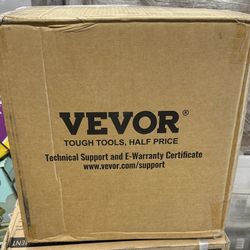 VEVOR®
TOUGH TOOLS, HALF PRICE
Technical Support and E-Warranty Certificate
www.vevor.com/support